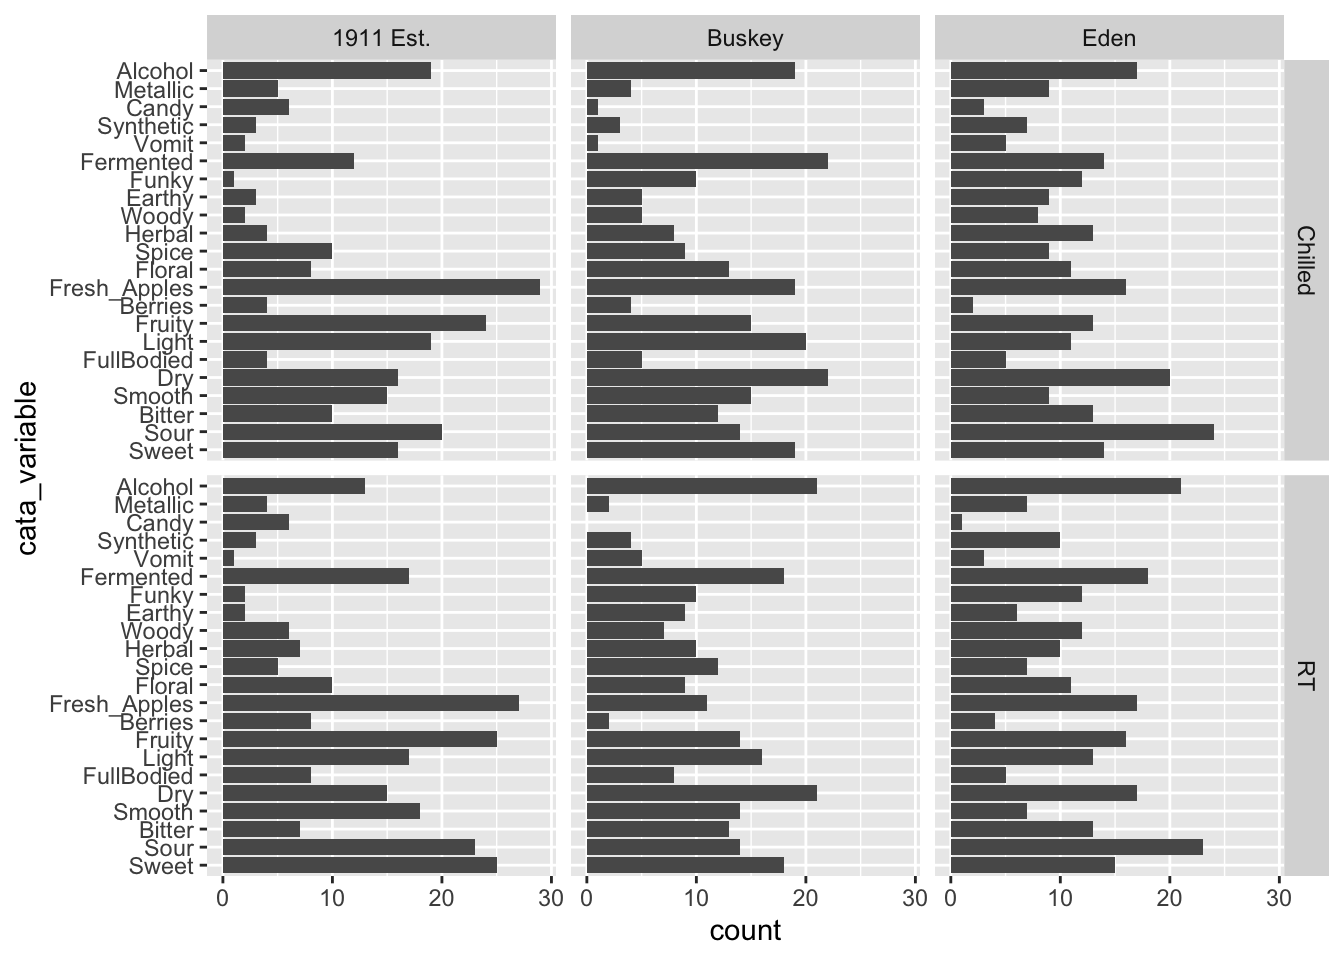 1911 Est.
Buskey
Eden
Alcohol
Metallic
Candy
Synthetic
Vomit
Fermented
Funky
Earthy
Woody
Herbal
Spice
Floral
Fresh_Apples
Berries
Fruity
Light
FullBodied
Dry
Smooth
Bitter
Sour
Sweet
Chilled
Alcohol
Metallic
Candy
Synthetic
Vomit
Fermented
Funky
Earthy
Woody
Herbal
Spice
Floral
Fresh_Apples
Berries
Fruity
Light
FullBodied
Dry
Smooth
Bitter
Sour
Sweet
RT
cata_variable
0 10 20 30 0 10 20 30 0 10 20 30
count